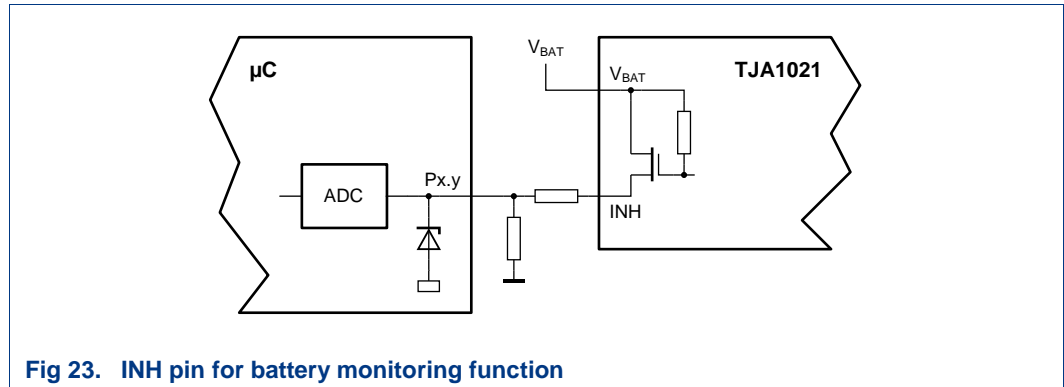 µC
V_BAT
V_BAT
TJA1021
ADC
Px.y
INH
Fig 23. INH pin for battery monitoring function